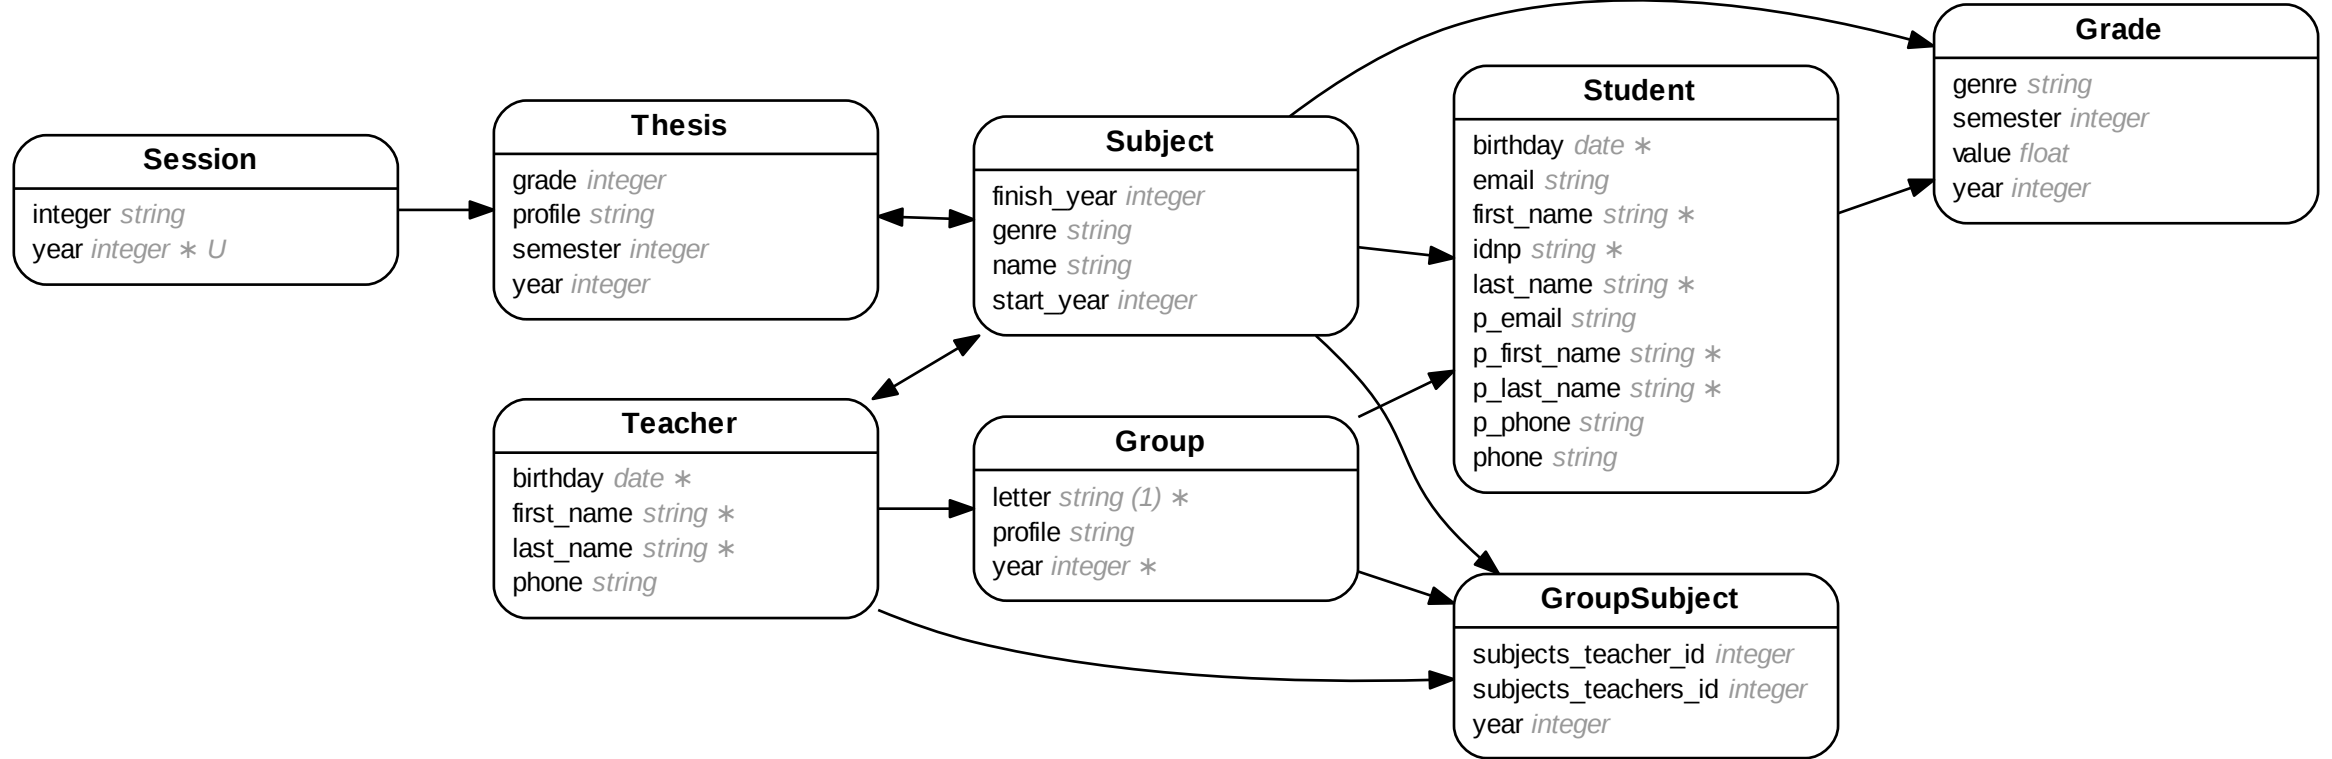 Session
integer string
year integer ∗ U
Thesis
grade integer
profile string
semester integer
year integer
Subject
finish_year integer
genre string
name string
start_year integer
Student
birthday date ∗
email string
first_name string ∗
idnp string ∗
last_name string ∗
p_email string
p_first_name string ∗
p_last_name string ∗
p_phone string
phone string
Grade
genre string
semester integer
value float
year integer
Teacher
birthday date ∗
first_name string ∗
last_name string ∗
phone string
Group
letter string (1) ∗
profile string
year integer ∗
GroupSubject
subjects_teacher_id integer
subjects_teachers_id integer
year integer